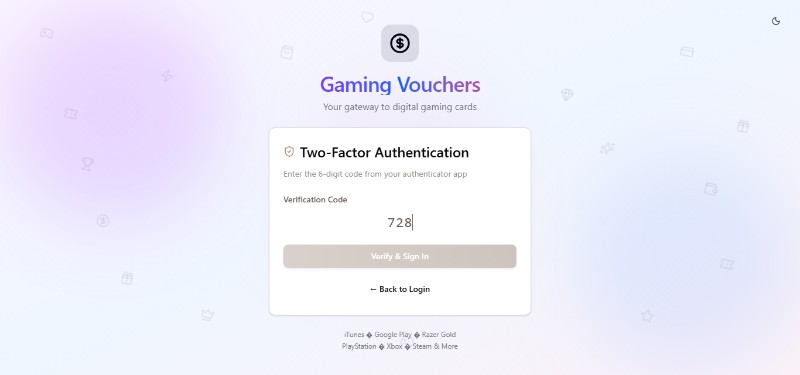 Gaming Vouchers
Your gateway to digital gaming cards
Two-Factor Authentication
Enter the 6-digit code from your authenticator app
Verification Code
728
Verify & Sign In
← Back to Login
iTunes � Google Play � Razer Gold
PlayStation � Xbox � Steam & More